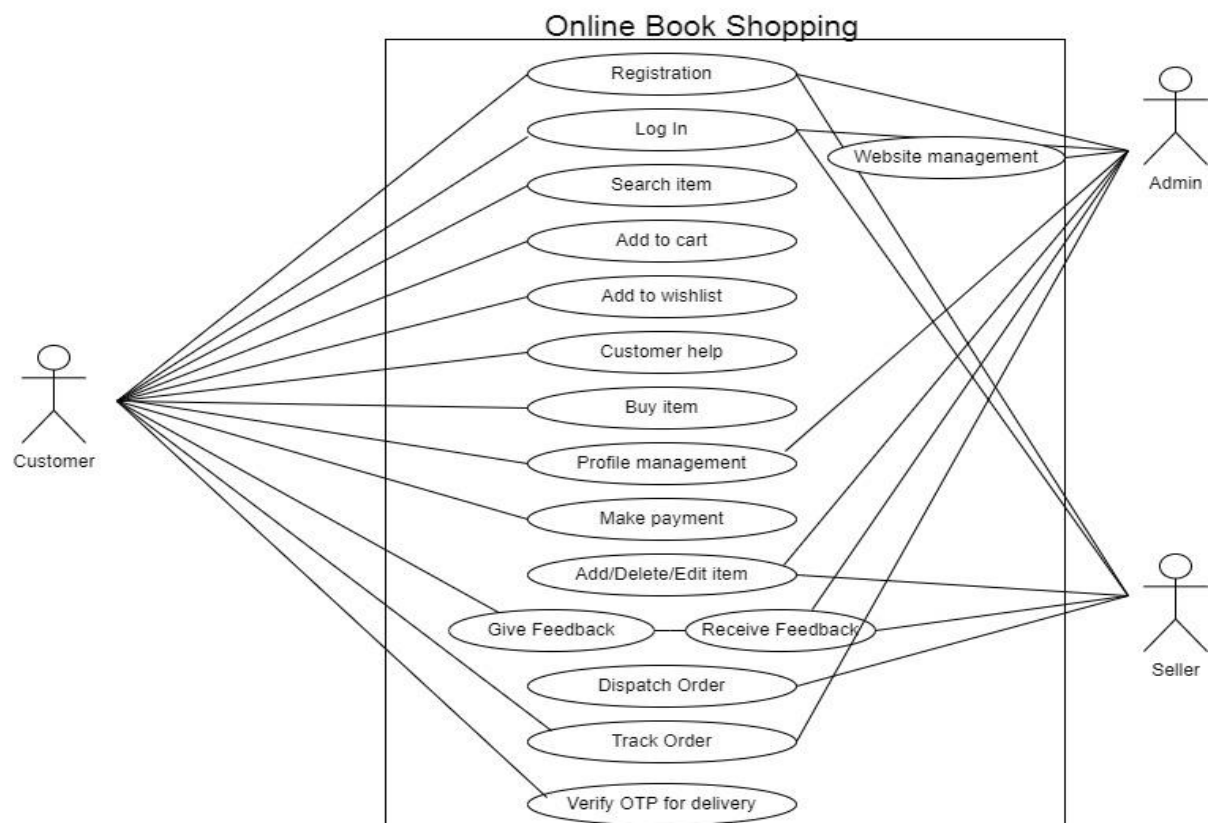 Online Book Shopping
Registration
Log In
Website management
Admin
Search item
Add to cart
Add to wishlist
Customer help
Buy item
Customer
Profile management
Make payment
Add/Delete/Edit item
Give Feedback
Receive Feedback
Seller
Dispatch Order
Track Order
Verify OTP for delivery